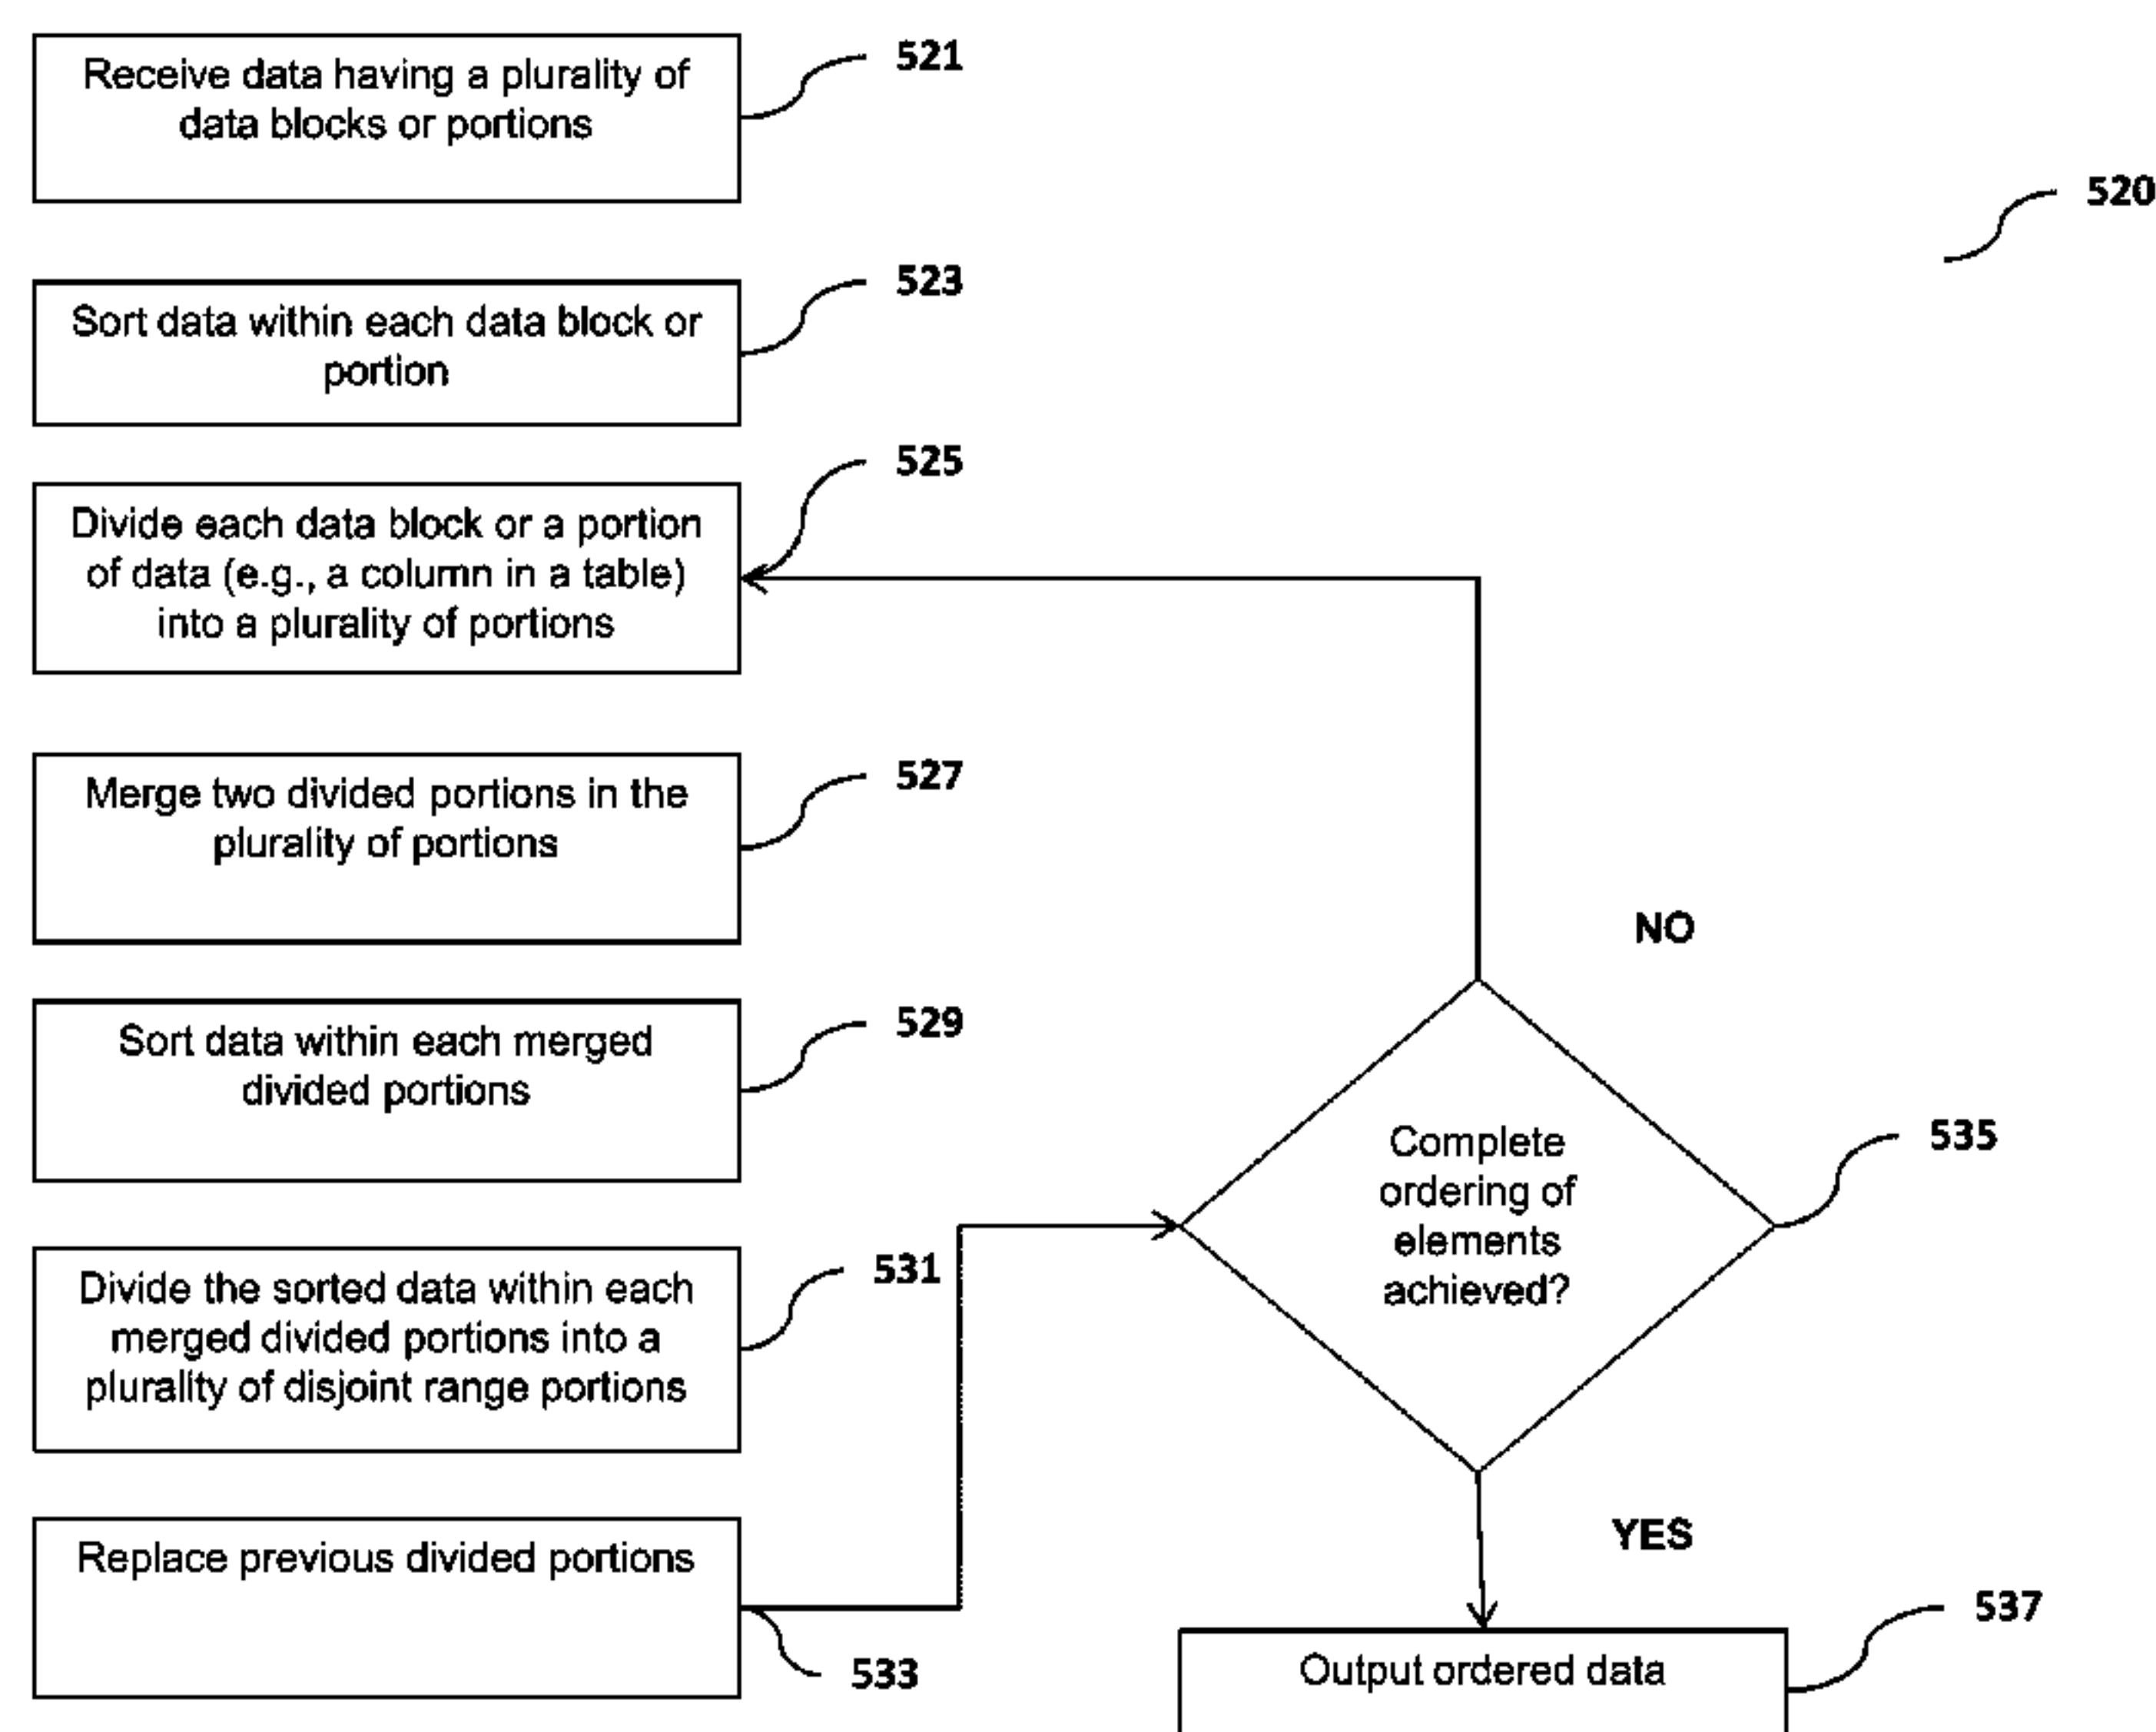 Receive data having a plurality of
data blocks or portions
521
520
Sort data within each data block or
portion
523
Divide each data block or a portion
of data (e.g., a column in a table)
into a plurality of portions
525
Merge two divided portions in the
plurality of portions
527
Sort data within each merged
divided portions
529
Divide the sorted data within each
merged divided portions into a
plurality of disjoint range portions
531
Replace previous divided portions
533
NO
Complete
ordering of
elements
achieved?
535
YES
Output ordered data
537